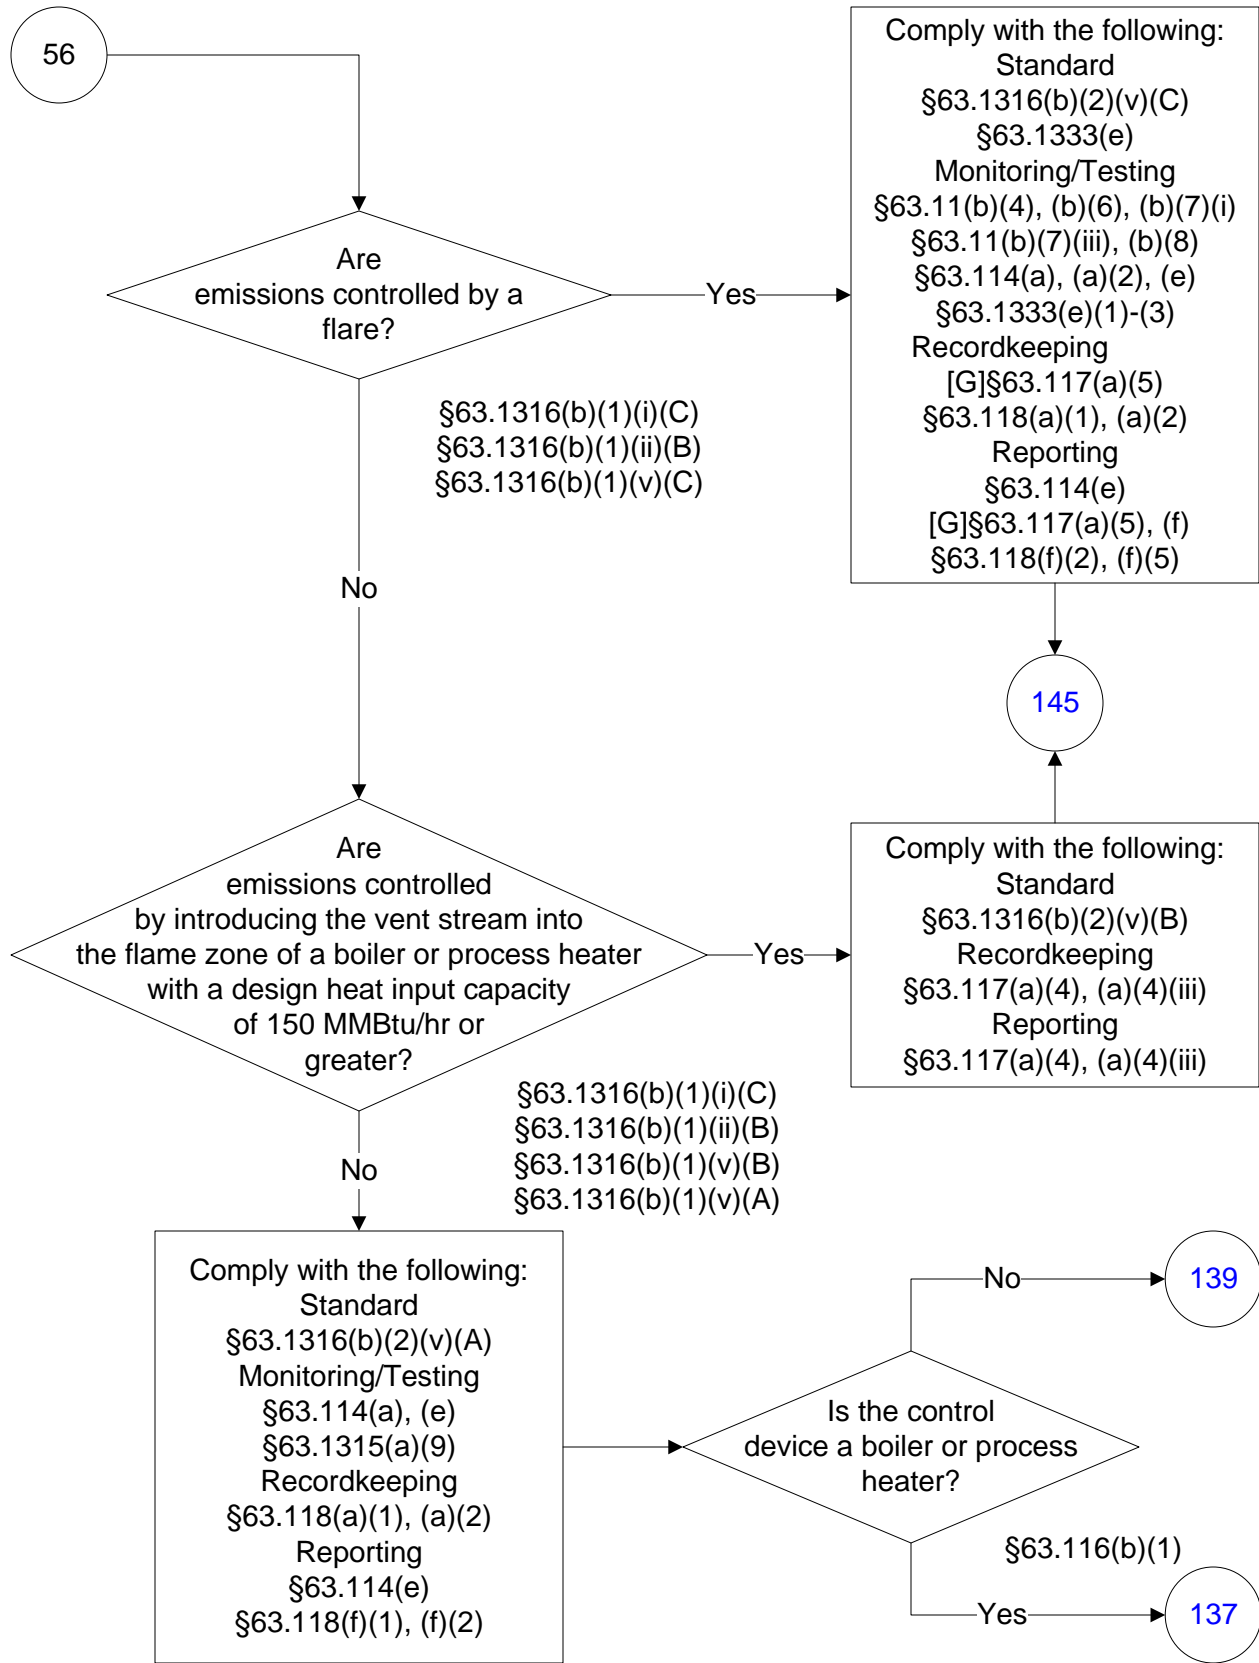 56
Are
emissions controlled by a
flare?
Yes
Comply with the following:
Standard
§63.1316(b)(2)(v)(C)
§63.1333(e)
Monitoring/Testing
§63.11(b)(4), (b)(6), (b)(7)(i)
§63.11(b)(7)(iii), (b)(8)
§63.114(a), (a)(2), (e)
§63.1333(e)(1)-(3)
Recordkeeping
[G]§63.117(a)(5)
§63.118(a)(1), (a)(2)
Reporting
§63.114(e)
[G]§63.117(a)(5), (f)
§63.118(f)(2), (f)(5)
§63.1316(b)(1)(i)(C)
§63.1316(b)(1)(ii)(B)
§63.1316(b)(1)(v)(C)
No
145
Are
emissions controlled
by introducing the vent stream into
the flame zone of a boiler or process heater
with a design heat input capacity
of 150 MMBtu/hr or
greater?
Yes
Comply with the following:
Standard
§63.1316(b)(2)(v)(B)
Recordkeeping
§63.117(a)(4), (a)(4)(iii)
Reporting
§63.117(a)(4), (a)(4)(iii)
§63.1316(b)(1)(i)(C)
§63.1316(b)(1)(ii)(B)
§63.1316(b)(1)(v)(B)
§63.1316(b)(1)(v)(A)
No
Comply with the following:
Standard
§63.1316(b)(2)(v)(A)
Monitoring/Testing
§63.114(a), (e)
§63.1315(a)(9)
Recordkeeping
§63.118(a)(1), (a)(2)
Reporting
§63.114(e)
§63.118(f)(1), (f)(2)
No
139
Is the control
device a boiler or process
heater?
§63.116(b)(1)
Yes
137